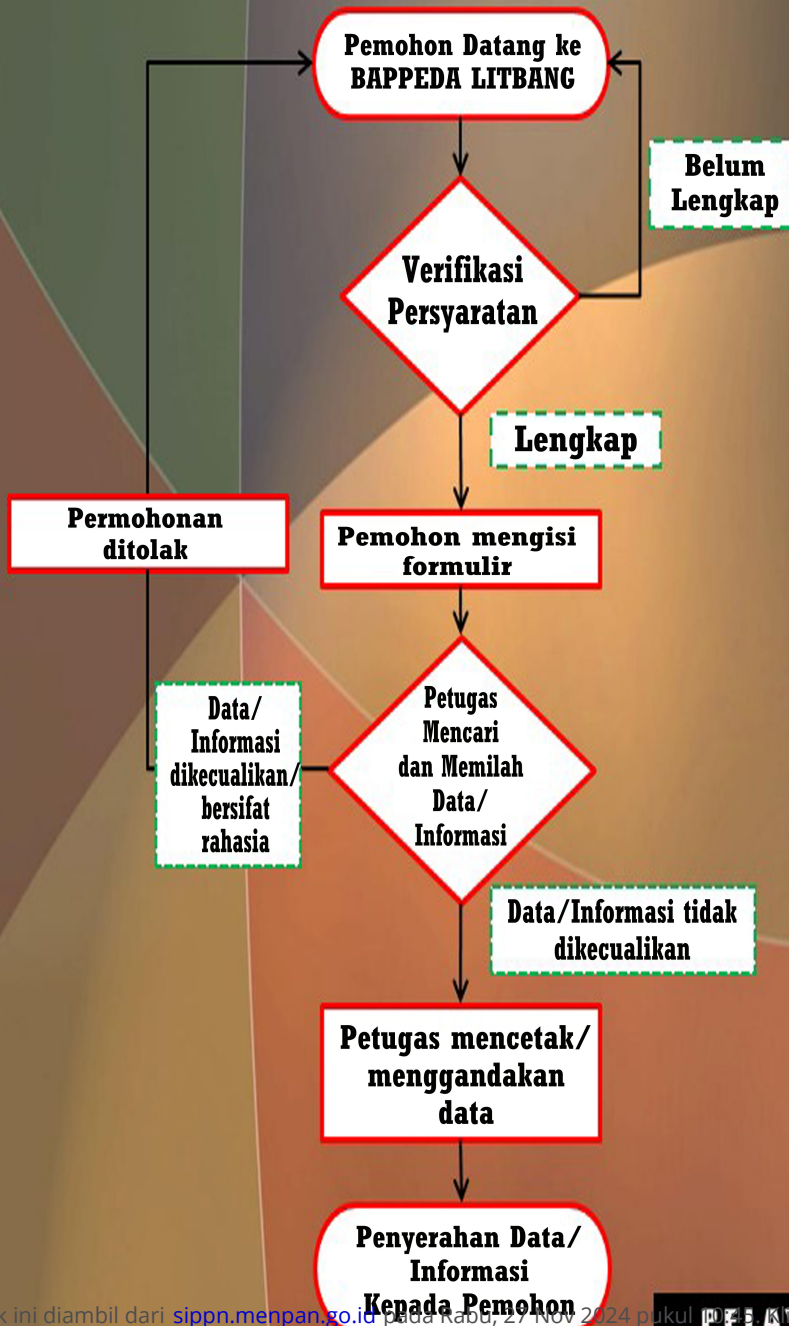 Pemohon Datang ke
BAPPEDA LITBANG
Belum
Lengkap
Verifikasi
Persyaratan
Lengkap
Permohonan
ditolak
Pemohon mengisi
formulir
Data/
Informasi
dikecualikan/
bersifat
rahasia
Petugas
Mencari
dan Memilah
Data/
Informasi
Data/Informasi tidak
dikecualikan
Petugas mencetak/
menggandakan
data
Penyerahan Data/
Informasi
Kepada Pemohon
k ini diambil dari sippn.menpan.go.id pada Rabu, 27 Nov 2024 pukul 10:45.